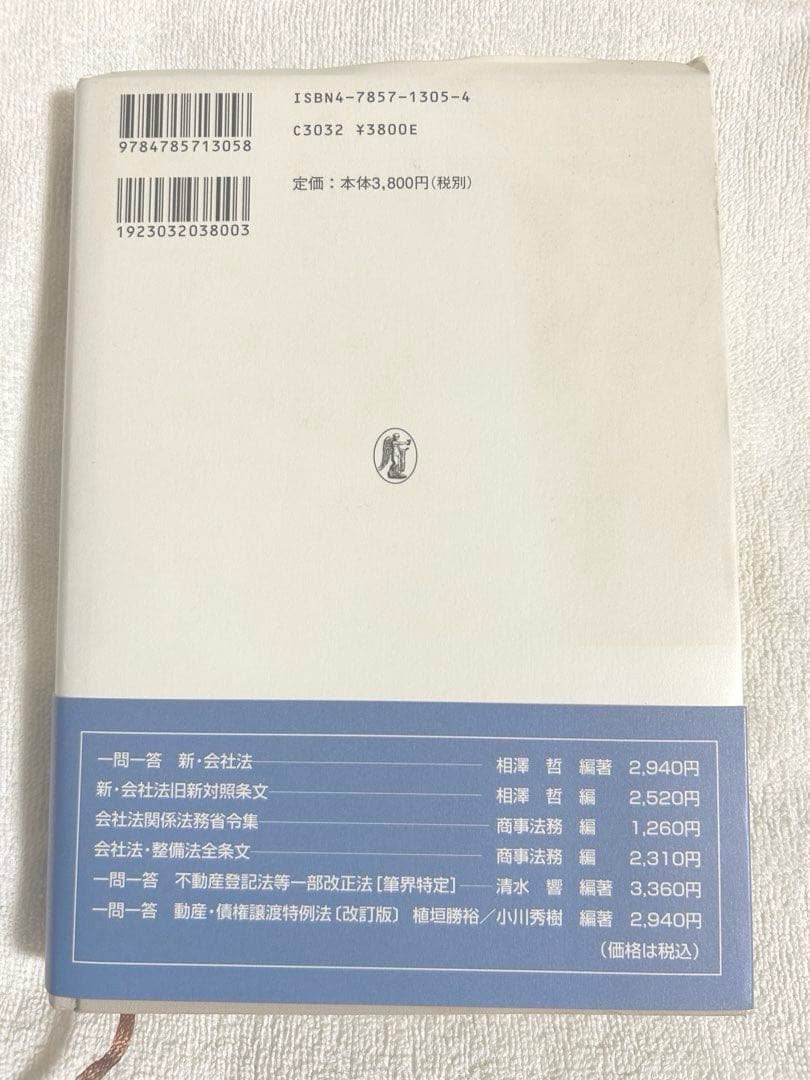 ISBN4-7857-1305-4
9784785713058
C3032 ¥3800E
定価：本体3,800円(税別)
1923032038003
一問一答 新・会社法 相澤 哲 編著 2,940円
新・会社法旧新対照条文 相澤 哲 編 2,520円
会社法関係法務省令集 商事法務 編 1,260円
会社法・整備法全条文 商事法務 編 2,310円
一問一答 不動産登記法等一部改正法［筆界特定］ 清水 響 編著 3,360円
一問一答 動産・債権譲渡特例法〔改訂版〕 植垣勝裕／小川秀樹 編著 2,940円
（価格は税込）